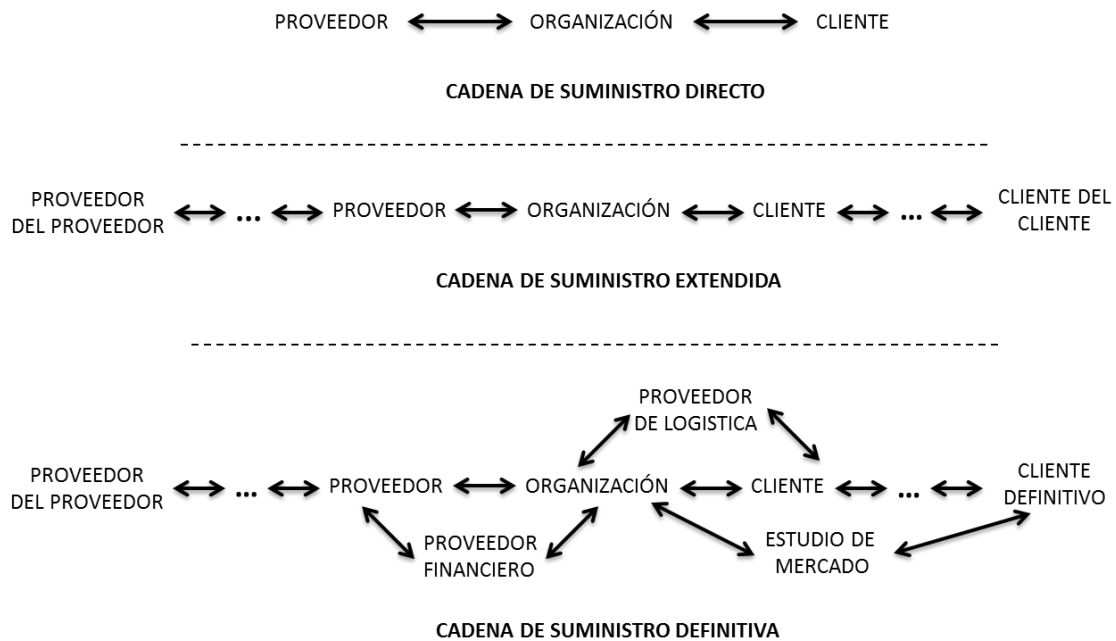 PROVEEDOR ORGANIZACIÓN CLIENTE
CADENA DE SUMINISTRO DIRECTO
PROVEEDOR
DEL PROVEEDOR
... PROVEEDOR ORGANIZACIÓN CLIENTE ...
CLIENTE DEL
CLIENTE
CADENA DE SUMINISTRO EXTENDIDA
PROVEEDOR
DE LOGISTICA
PROVEEDOR
DEL PROVEEDOR
... PROVEEDOR ORGANIZACIÓN CLIENTE ...
CLIENTE
DEFINITIVO
PROVEEDOR
FINANCIERO
ESTUDIO DE
MERCADO
CADENA DE SUMINISTRO DEFINITIVA